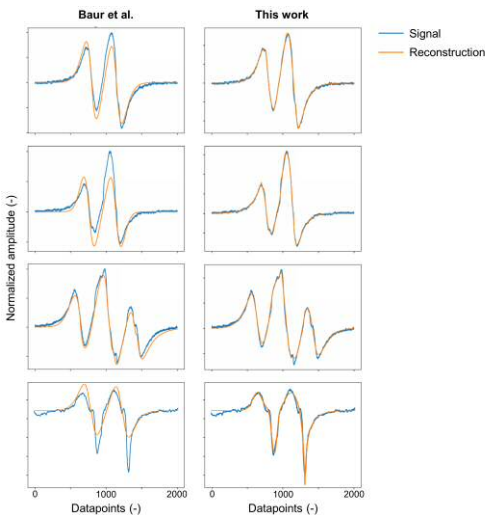 Baur et al.
This work
Signal
Reconstruction
Normalized amplitude (-)
0
1000
2000
0
1000
2000
Datapoints (-)
Datapoints (-)